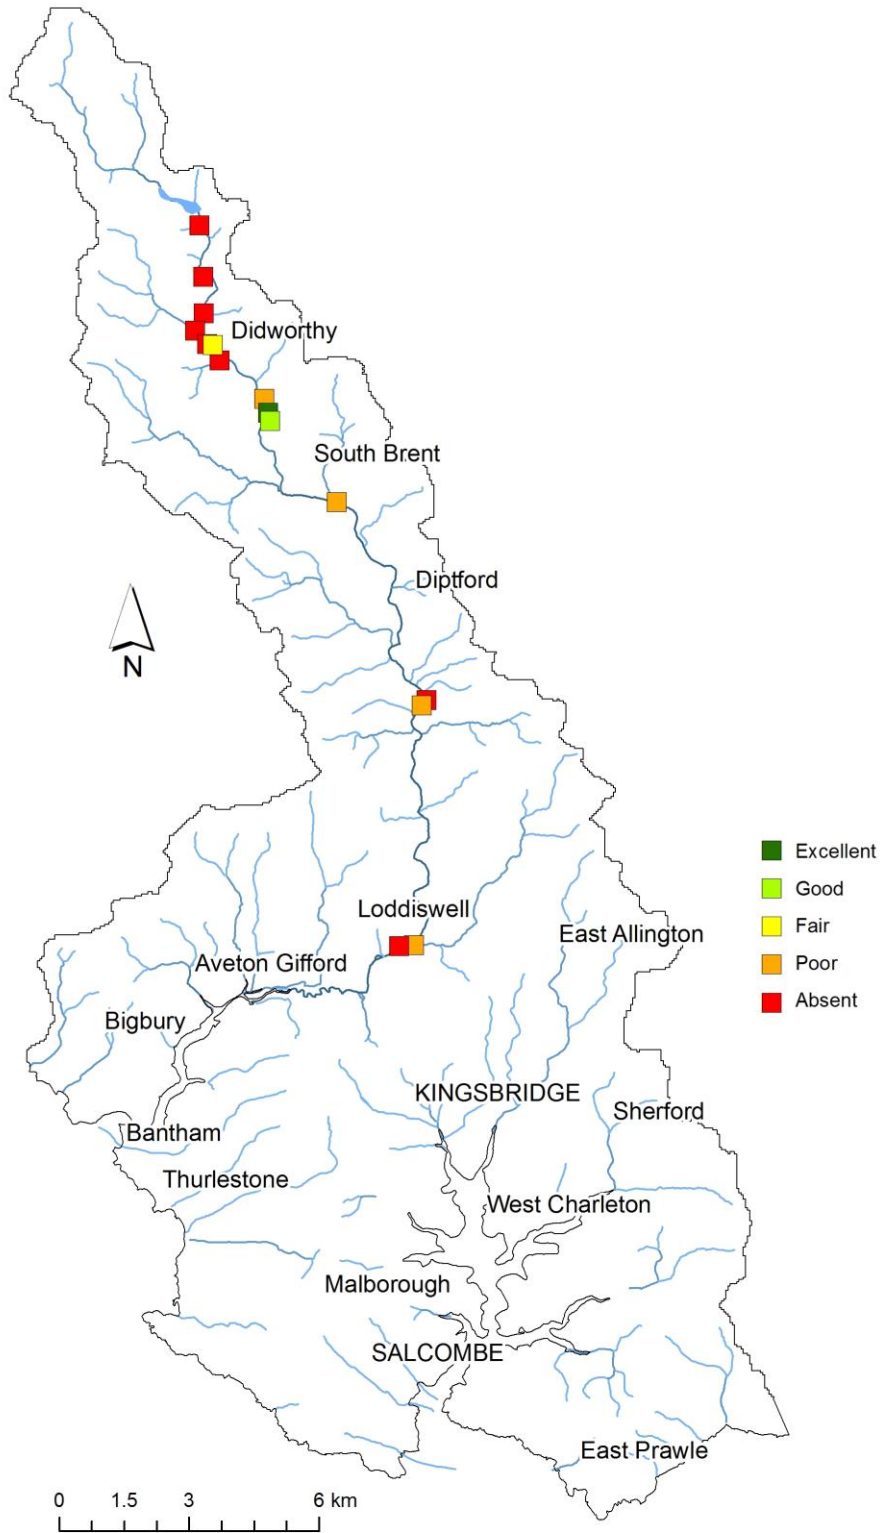 Didworthy
South Brent
Diptford
N
Excellent
Good
Loddiswell
Fair
East Allington
Aveton Gifford
Poor
Absent
Bigbury
KINGSBRIDGE
Sherford
Bantham
Thurlestone
West Charleton
Malborough
SALCOMBE
East Prawle
0 1.5 3 6 km